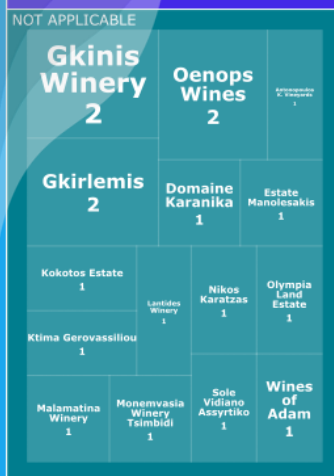 NOT APPLICABLE
Gkinis
Winery
2
Oenops
Wines
2
K. Vineyards
1
Gkirlemis
2
Domaine
Karanika
1
Estate
Manolesakis
1
Kokotos Estate
1
Lantides
Winery
1
Nikos
Karatzas
1
Olympia
Land
Estate
1
Ktima Gerovassiliou
1
Malamatina
Winery
1
Monemvasia
Winery
Tsimbidi
1
Sole
Vidiano
Assyrtiko
1
Wines
of
Adam
1